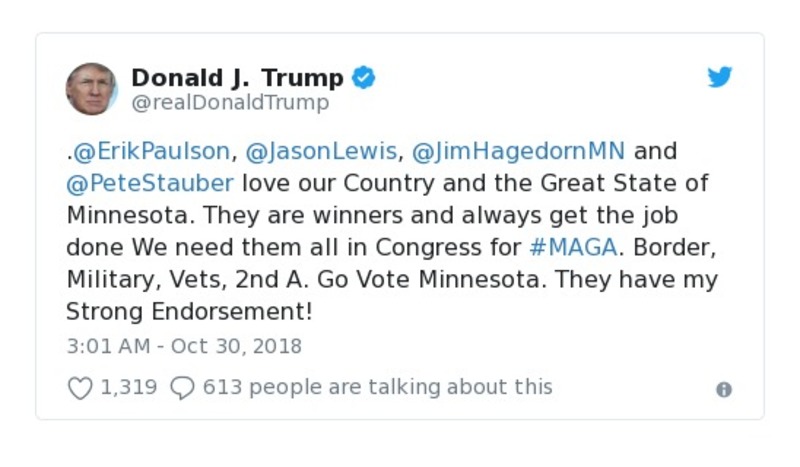 Donald J. Trump
@realDonaldTrump
.@ErikPaulson, @JasonLewis, @JimHagedornMN and
@PeteStauber love our Country and the Great State of
Minnesota. They are winners and always get the job
done We need them all in Congress for #MAGA. Border,
Military, Vets, 2nd A. Go Vote Minnesota. They have my
Strong Endorsement!
3:01 AM - Oct 30, 2018
1,319 613 people are talking about this